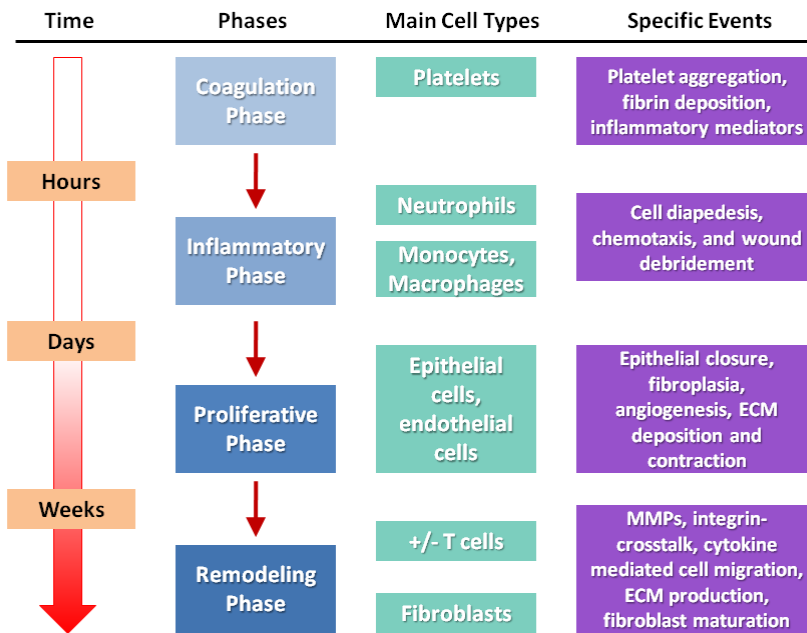 Time
Phases
Main Cell Types
Specific Events
Coagulation
Phase
Platelets
Platelet aggregation,
fibrin deposition,
inflammatory mediators
Hours
Inflammatory
Phase
Neutrophils
Monocytes,
Macrophages
Cell diapedesis,
chemotaxis, and wound
debridement
Days
Proliferative
Phase
Epithelial
cells,
endothelial
cells
Epithelial closure,
fibroplasia,
angiogenesis, ECM
deposition and
contraction
Weeks
Remodeling
Phase
+/- T cells
Fibroblasts
MMPs, integrin-
crosstalk, cytokine
mediated cell migration,
ECM production,
fibroblast maturation